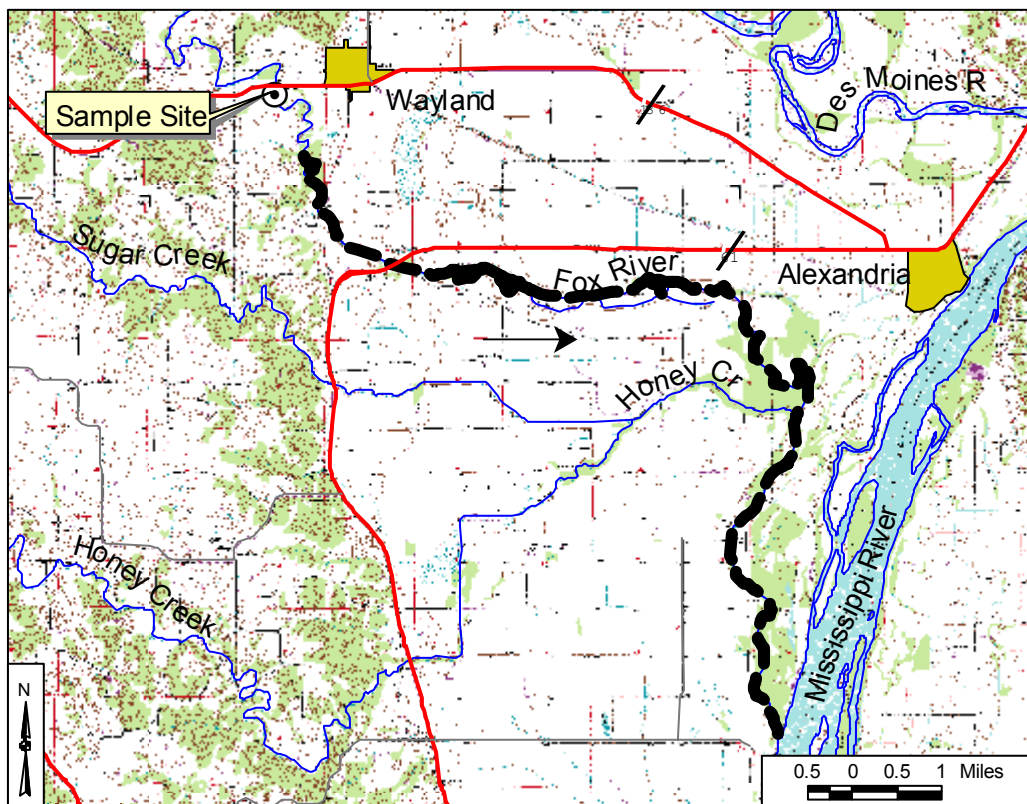 Des Moines R
Wayland
Sample Site
Sugar Creek
Fox River
Alexandria
Honey Cr
Honey Creek
Mississippi River
N
0.5 0 0.5 1 Miles